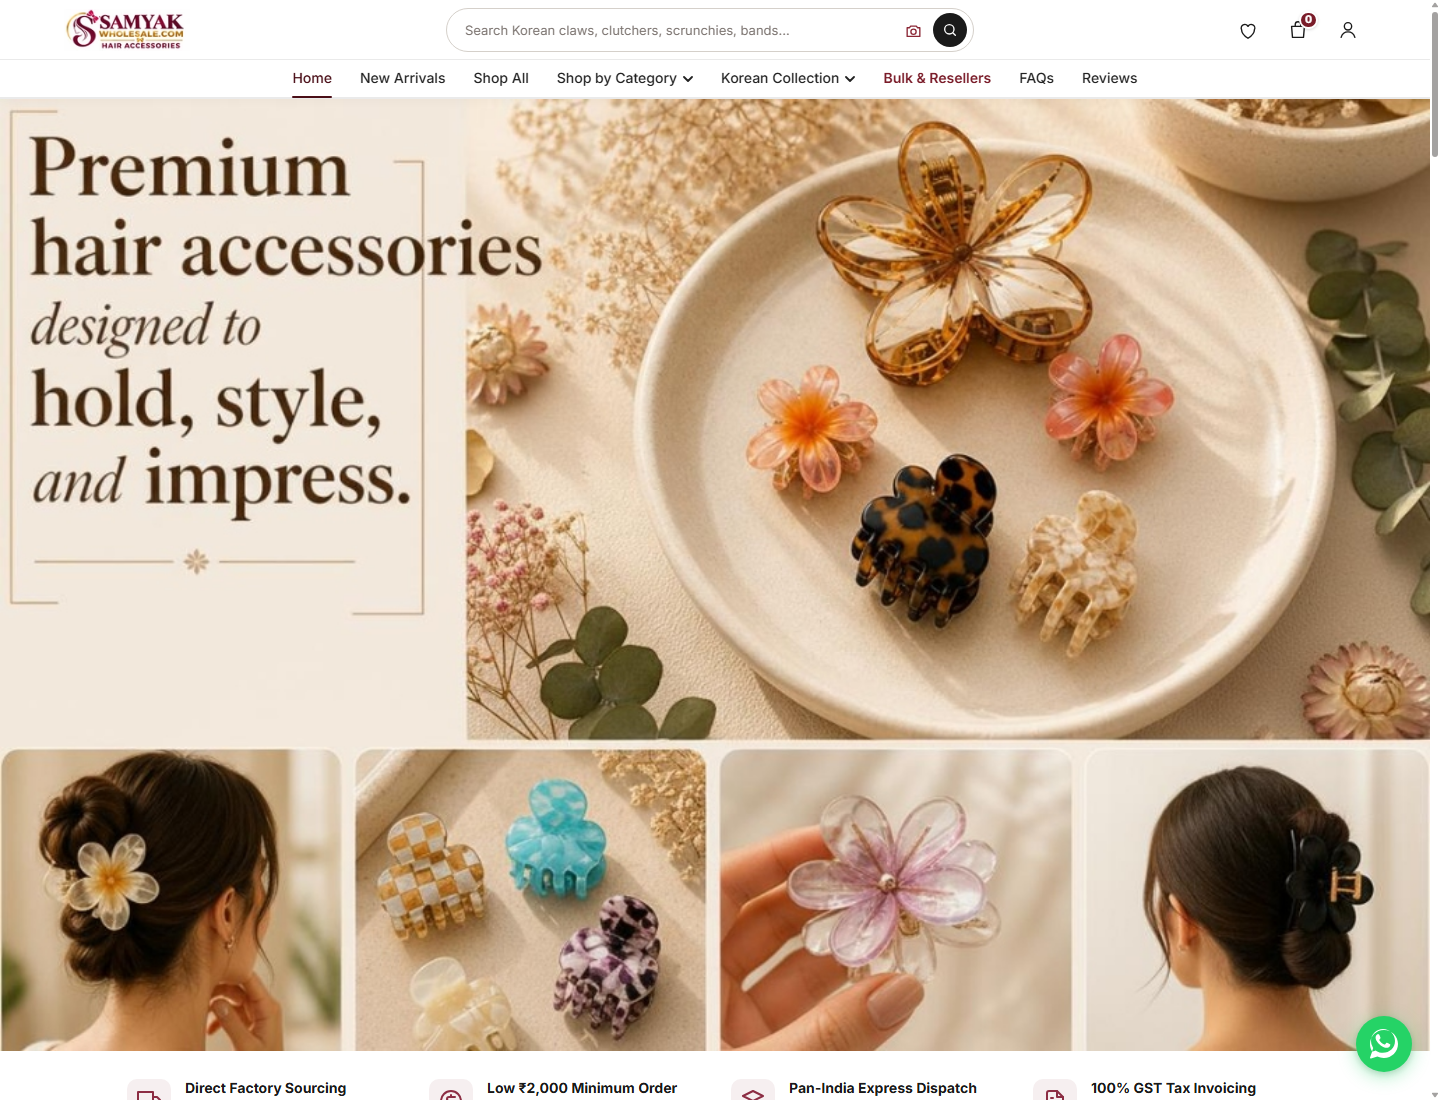 SAMYAK
WHOLESALE.COM
HAIR ACCESSORIES
Search Korean claws, clutchers, scrunchies, bands...
0
Home
New Arrivals
Shop All
Shop by Category
Korean Collection
Bulk & Resellers
FAQs
Reviews
Premium
hair accessories
designed to
hold, style,
and impress.
Direct Factory Sourcing
Low ₹2,000 Minimum Order
Pan-India Express Dispatch
100% GST Tax Invoicing